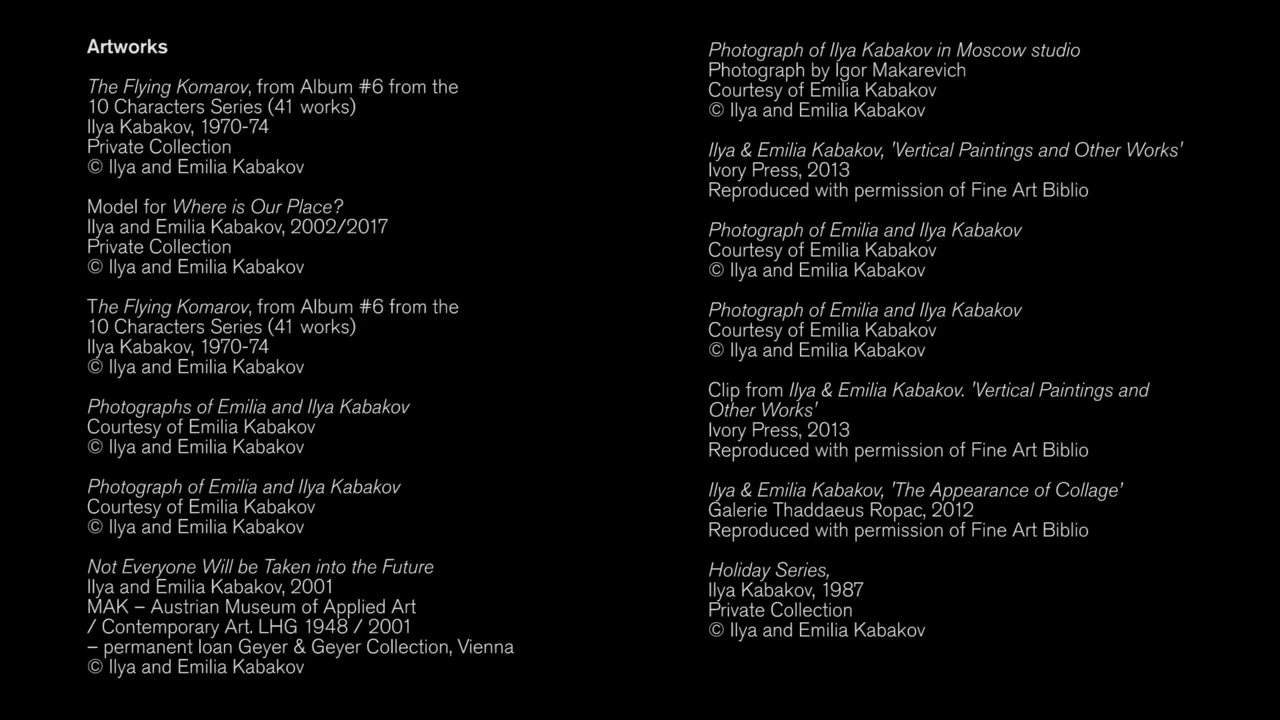 Artworks
The Flying Komarov, from Album #6 from the
10 Characters Series (41 works)
Ilya Kabakov, 1970-74
Private Collection
© Ilya and Emilia Kabakov
Model for Where is Our Place?
Ilya and Emilia Kabakov, 2002/2017
Private Collection
© Ilya and Emilia Kabakov
The Flying Komarov, from Album #6 from the
10 Characters Series (41 works)
Ilya Kabakov, 1970-74
© Ilya and Emilia Kabakov
Photographs of Emilia and Ilya Kabakov
Courtesy of Emilia Kabakov
© Ilya and Emilia Kabakov
Photograph of Emilia and Ilya Kabakov
Courtesy of Emilia Kabakov
© Ilya and Emilia Kabakov
Not Everyone Will be Taken into the Future
Ilya and Emilia Kabakov, 2001
MAK – Austrian Museum of Applied Art
/ Contemporary Art. LHG 1948 / 2001
– permanent loan Geyer & Geyer Collection, Vienna
© Ilya and Emilia Kabakov
Photograph of Ilya Kabakov in Moscow studio
Photograph by Igor Makarevich
Courtesy of Emilia Kabakov
© Ilya and Emilia Kabakov
Ilya & Emilia Kabakov, 'Vertical Paintings and Other Works'
Ivory Press, 2013
Reproduced with permission of Fine Art Biblio
Photograph of Emilia and Ilya Kabakov
Courtesy of Emilia Kabakov
© Ilya and Emilia Kabakov
Photograph of Emilia and Ilya Kabakov
Courtesy of Emilia Kabakov
© Ilya and Emilia Kabakov
Clip from Ilya & Emilia Kabakov. 'Vertical Paintings and
Other Works'
Ivory Press, 2013
Reproduced with permission of Fine Art Biblio
Ilya & Emilia Kabakov, 'The Appearance of Collage'
Galerie Thaddaeus Ropac, 2012
Reproduced with permission of Fine Art Biblio
Holiday Series,
Ilya Kabakov, 1987
Private Collection
© Ilya and Emilia Kabakov